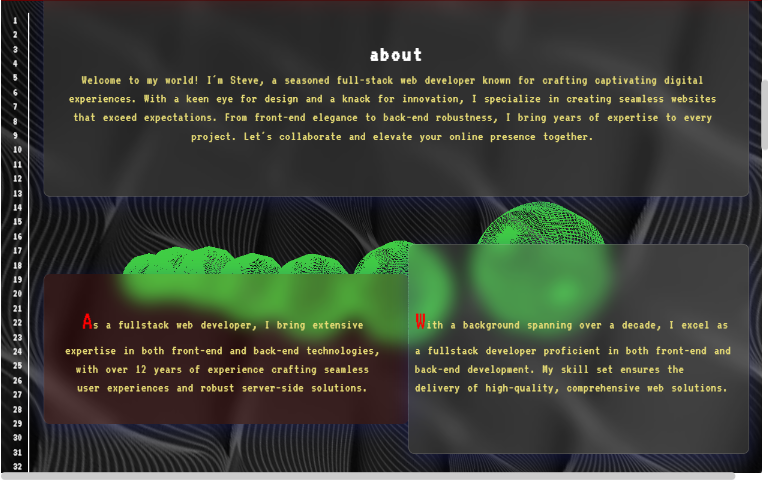 about
Welcome to my world! I'm Steve, a seasoned full-stack web developer known for crafting captivating digital
experiences. With a keen eye for design and a knack for innovation, I specialize in creating seamless websites
that exceed expectations. From front-end elegance to back-end robustness, I bring years of expertise to every
project. Let's collaborate and elevate your online presence together.
As a fullstack web developer, I bring extensive
expertise in both front-end and back-end technologies,
with over 12 years of experience crafting seamless
user experiences and robust server-side solutions.
With a background spanning over a decade, I excel as
a fullstack developer proficient in both front-end and
back-end development. My skill set ensures the
delivery of high-quality, comprehensive web solutions.
1
2
3
4
5
6
7
8
9
10
11
12
13
14
15
16
17
18
19
20
21
22
23
24
25
26
27
28
29
30
31
32